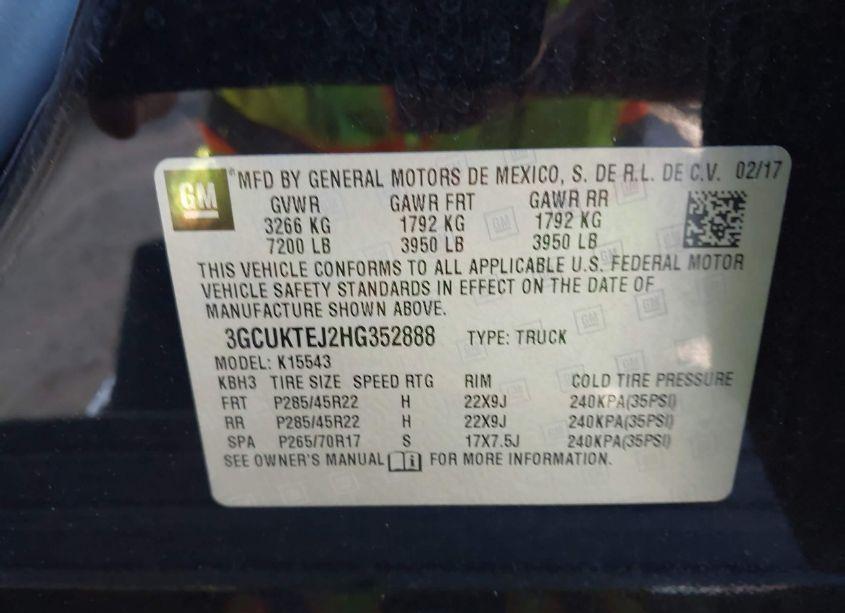 GM
® MFD BY GENERAL MOTORS DE MEXICO, S. DE R.L. DE C.V. 02/17
GVWR GAWR FRT GAWR RR
3266 KG 1792 KG 1792 KG
7200 LB 3950 LB 3950 LB
THIS VEHICLE CONFORMS TO ALL APPLICABLE U.S. FEDERAL MOTOR
VEHICLE SAFETY STANDARDS IN EFFECT ON THE DATE OF
MANUFACTURE SHOWN ABOVE.
3GCUKTEJ2HG352888 TYPE: TRUCK
MODEL: K15543
KBH3 TIRE SIZE SPEED RTG RIM COLD TIRE PRESSURE
FRT P285/45R22 H 22X9J 240KPA(35PSI)
RR P285/45R22 H 22X9J 240KPA(35PSI)
SPA P265/70R17 S 17X7.5J 240KPA(35PSI)
SEE OWNER'S MANUAL i FOR MORE INFORMATION.